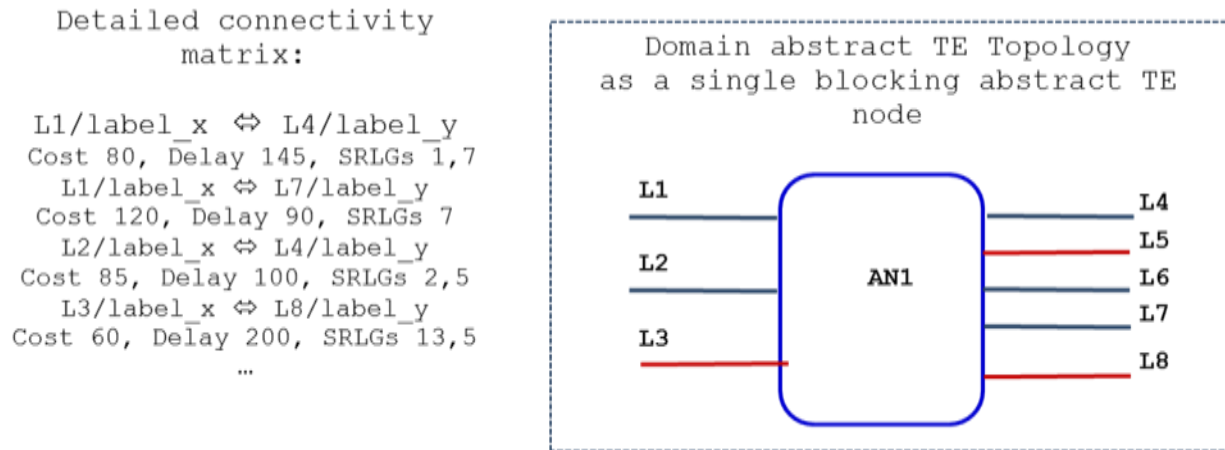 Detailed connectivity
matrix:
L1/label_x ⇔ L4/label_y
Cost 80, Delay 145, SRLGs 1,7
L1/label_x ⇔ L7/label_y
Cost 120, Delay 90, SRLGs 7
L2/label_x ⇔ L4/label_y
Cost 85, Delay 100, SRLGs 2,5
L3/label_x ⇔ L8/label_y
Cost 60, Delay 200, SRLGs 13,5
…
Domain abstract TE Topology
as a single blocking abstract TE
node
L1
L2
L3
AN1
L4
L5
L6
L7
L8